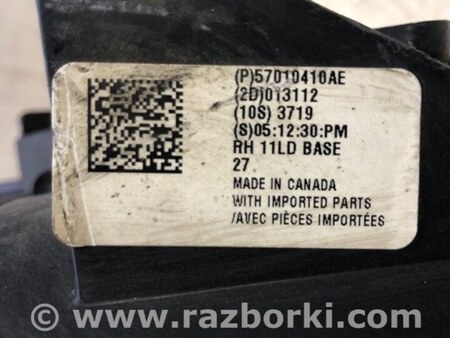 (P)57010410AE
(2D)013112
(10S) 3719
(S)05:12:30:PM
RH 11LD BASE
27
MADE IN CANADA
WITH IMPORTED PARTS
/AVEC PIÈCES IMPORTÉES
© www.razborki.com